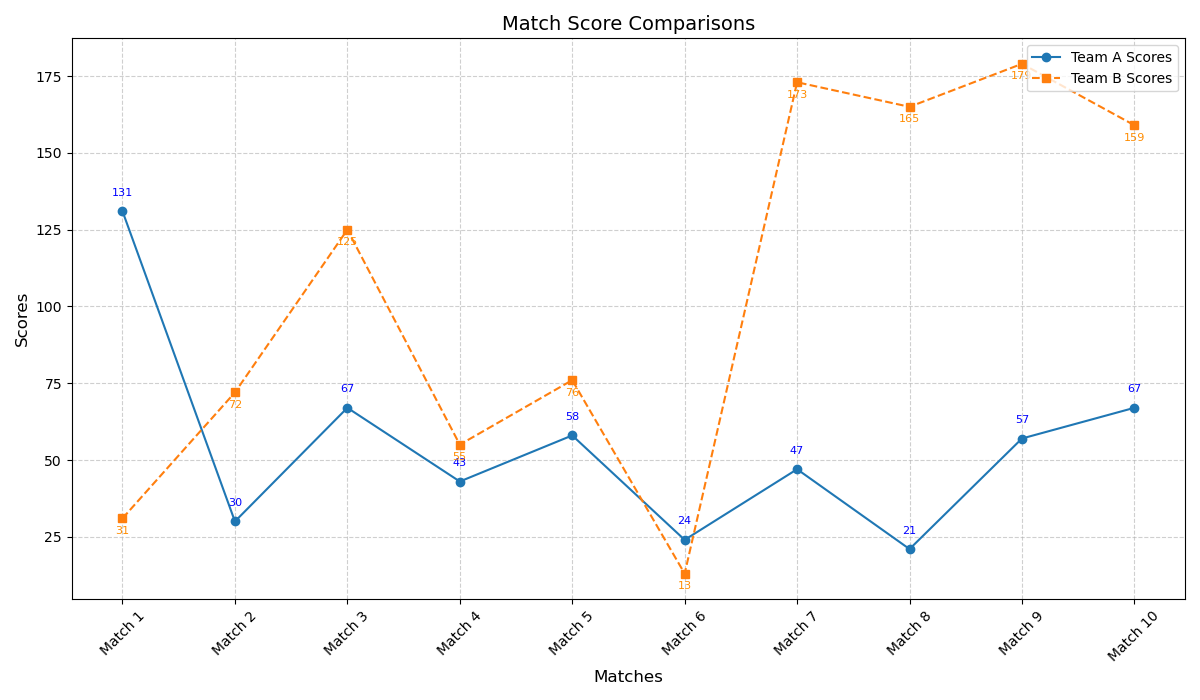 Match Score Comparisons
Team A Scores
Team B Scores
175
150
125
100
75
50
25
Scores
131
30
67
43
58
24
47
21
57
67
31
72
125
55
76
13
173
165
179
159
Match 1
Match 2
Match 3
Match 4
Match 5
Match 6
Match 7
Match 8
Match 9
Match 10
Matches